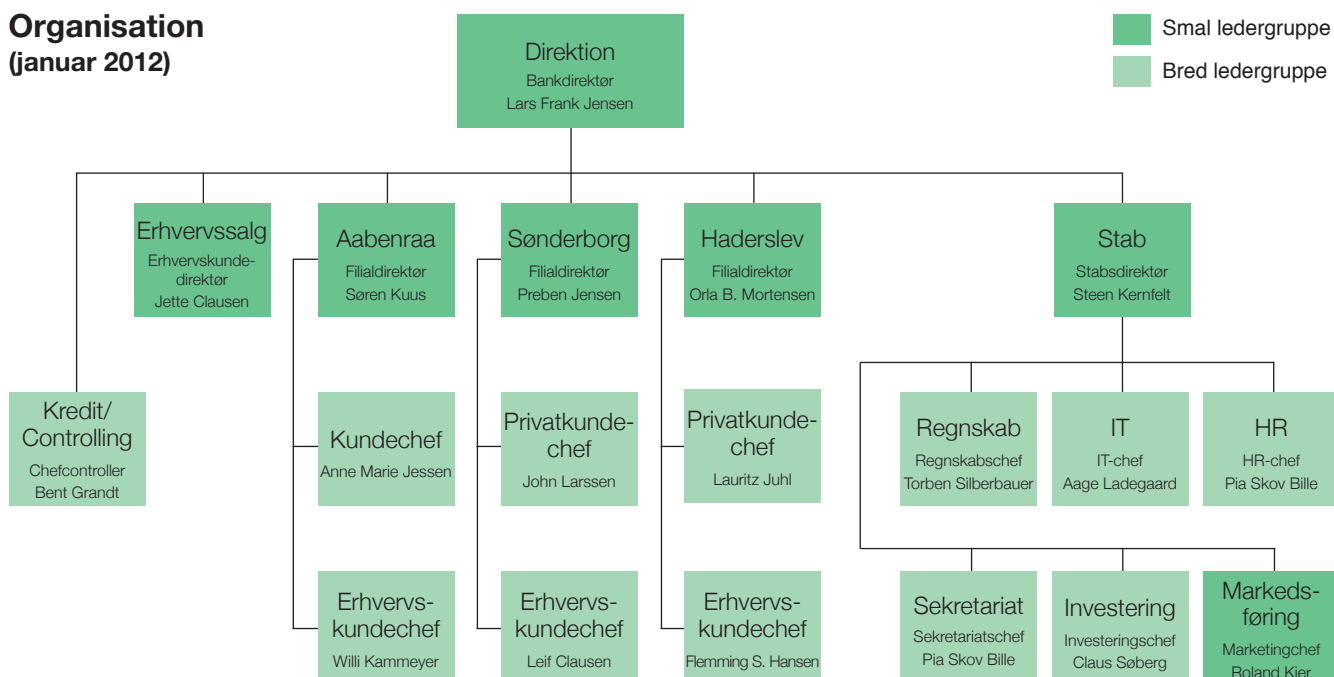 Organisation
(januar 2012)
Smal ledergruppe
Bred ledergruppe
Direktion
Bankdirektør
Lars Frank Jensen
Erhvervssalg
Erhvervskunde-
direktør
Jette Clausen
Aabenraa
Filialdirektør
Søren Kuus
Sønderborg
Filialdirektør
Preben Jensen
Haderslev
Filialdirektør
Orla B. Mortensen
Stab
Stabsdirektør
Steen Kernfelt
Kredit/
Controlling
Chefcontroller
Bent Grandt
Kundechef
Anne Marie Jessen
Privatkunde-
chef
John Larssen
Privatkunde-
chef
Lauritz Juhl
Regnskab
Regnskabschef
Torben Silberbauer
IT
IT-chef
Aage Ladegaard
HR
HR-chef
Pia Skov Bille
Erhvervs-
kundechef
Willi Kammeyer
Erhvervs-
kundechef
Leif Clausen
Erhvervs-
kundechef
Flemming S. Hansen
Sekretariat
Sekretariatschef
Pia Skov Bille
Investering
Investeringschef
Claus Søberg
Markeds-
føring
Marketingchef
Roland Kier